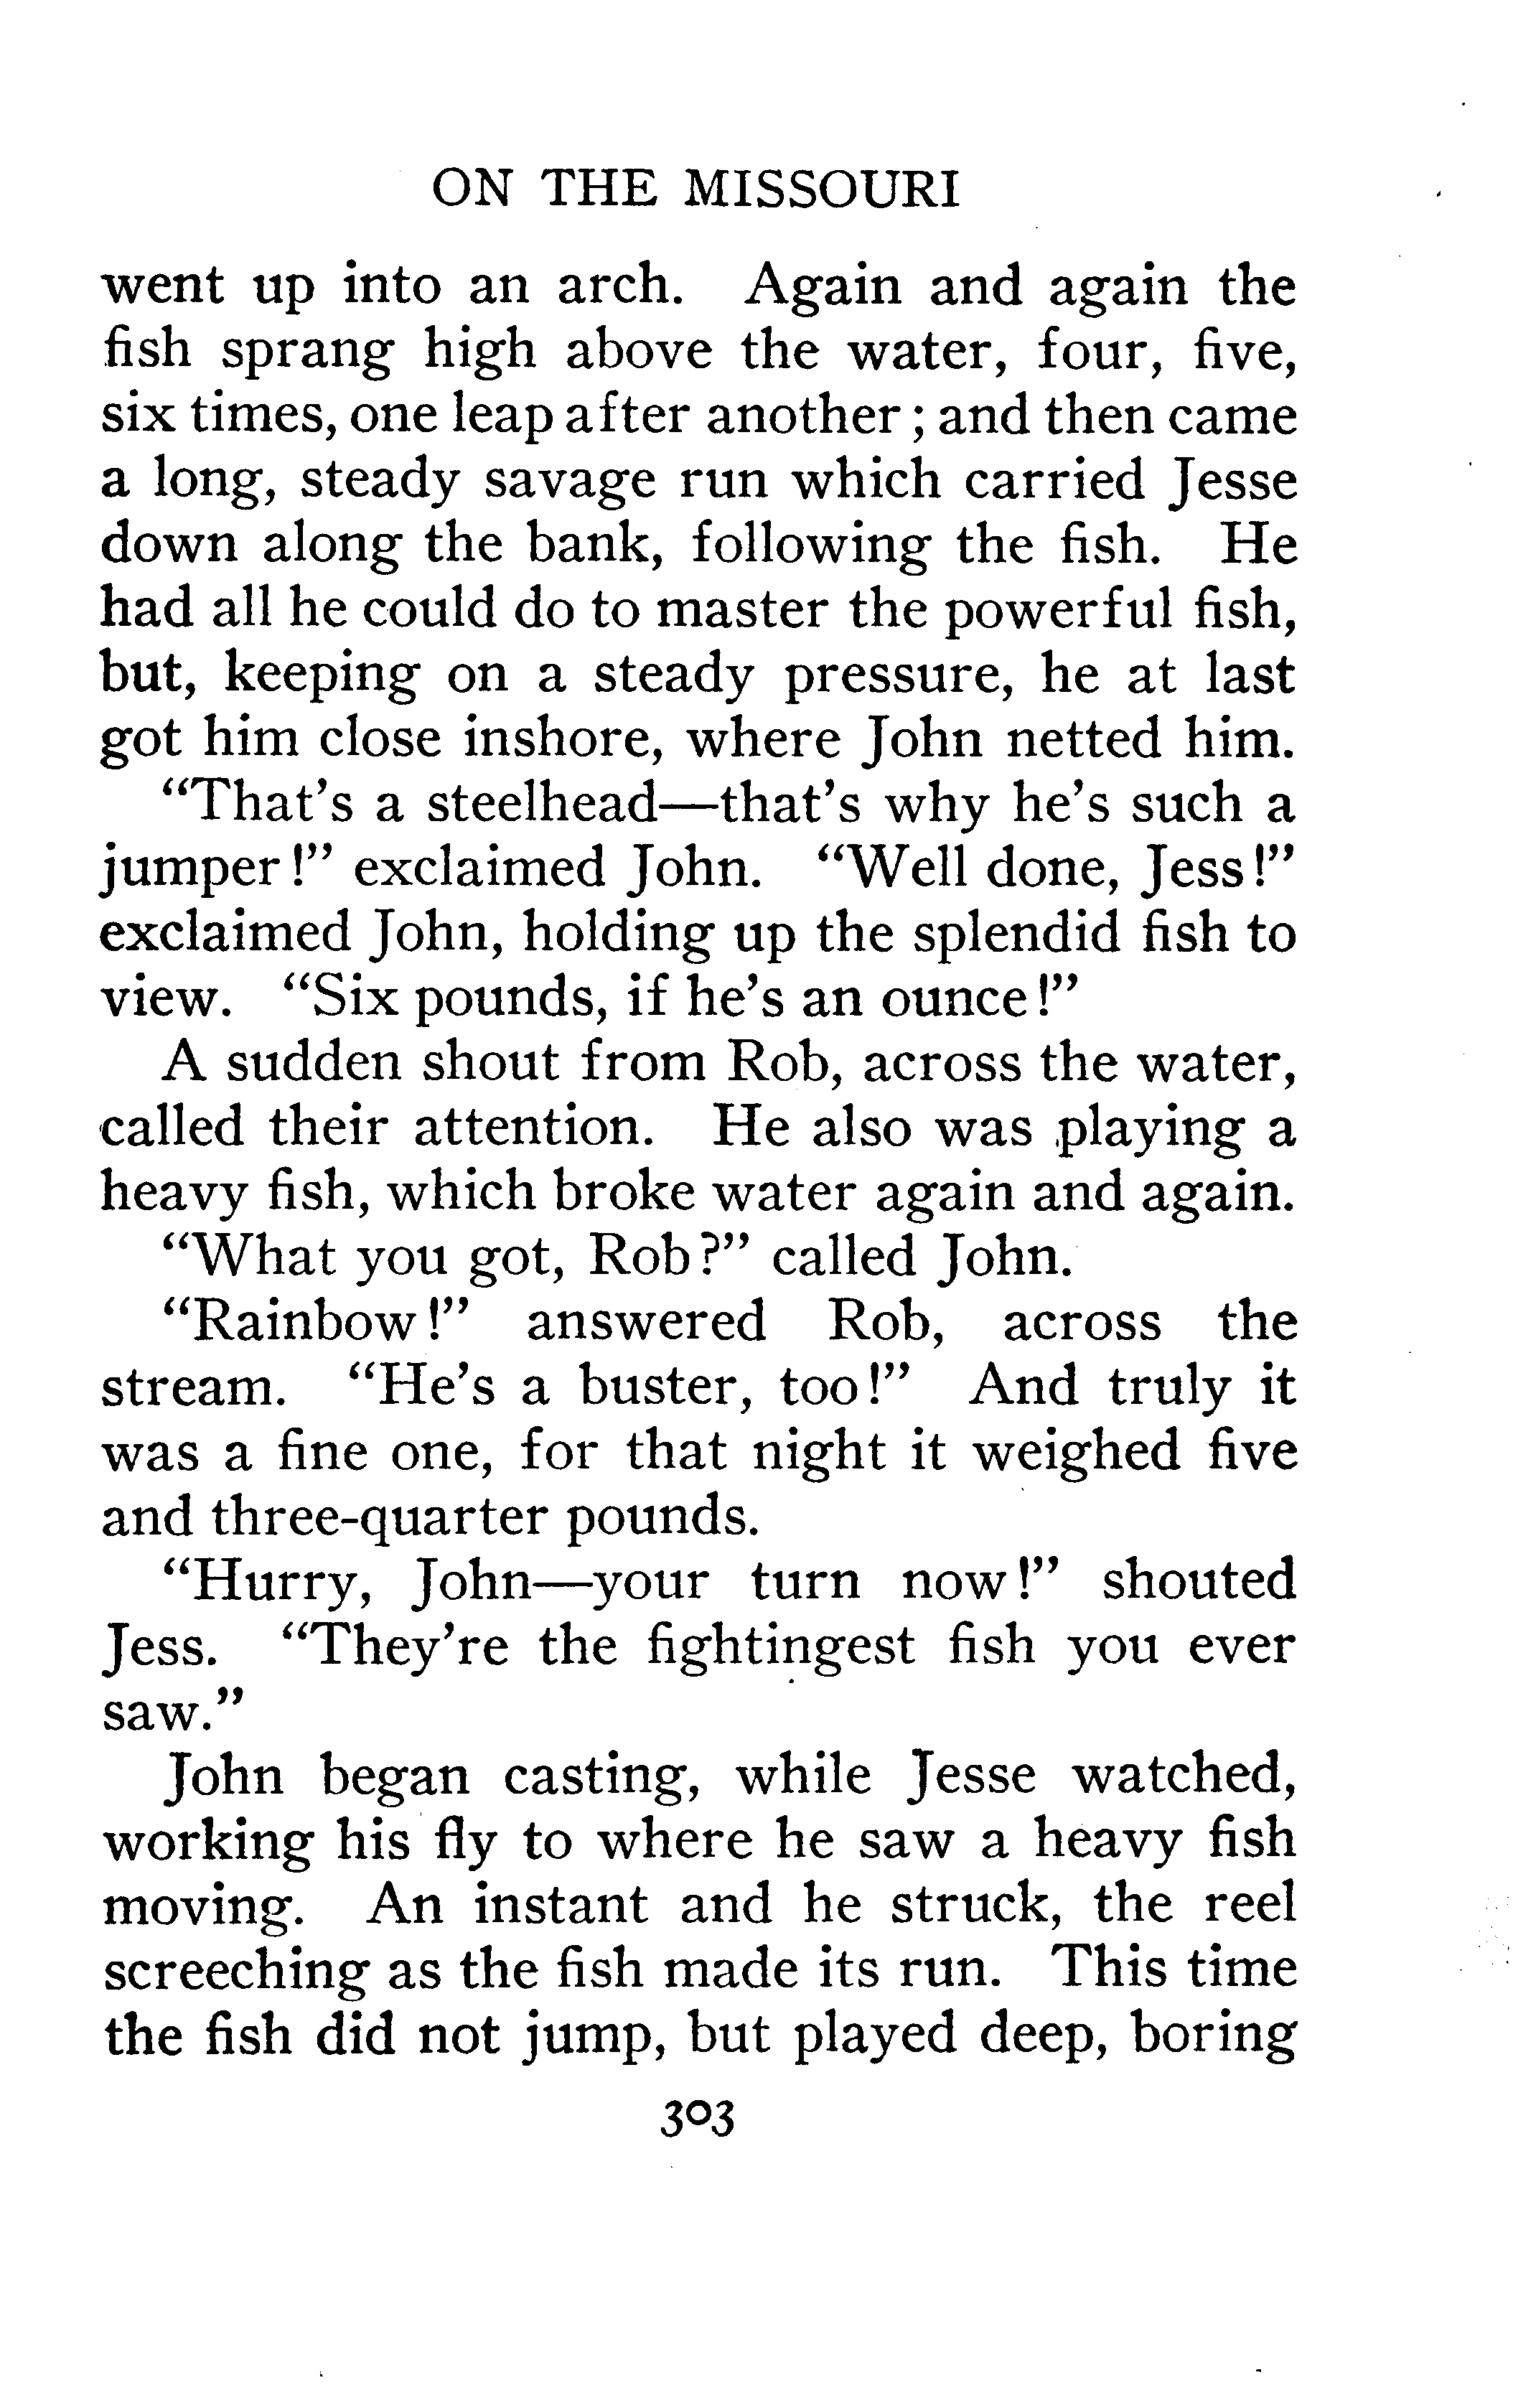 ON THE MISSOURI
went up into an arch. Again and again the
fish sprang high above the water, four, five,
six times, one leap after another; and then came
a long, steady savage run which carried Jesse
down along the bank, following the fish. He
had all he could do to master the powerful fish,
but, keeping on a steady pressure, he at last
got him close inshore, where John netted him.
"That's a steelhead—that's why he's such a
jumper!" exclaimed John. "Well done, Jess!"
exclaimed John, holding up the splendid fish to
view. "Six pounds, if he's an ounce!"
A sudden shout from Rob, across the water,
called their attention. He also was playing a
heavy fish, which broke water again and again.
"What you got, Rob?" called John.
"Rainbow!" answered Rob, across the
stream. "He's a buster, too!" And truly it
was a fine one, for that night it weighed five
and three-quarter pounds.
"Hurry, John—your turn now!" shouted
Jess. "They're the fightingest fish you ever
saw."
John began casting, while Jesse watched,
working his fly to where he saw a heavy fish
moving. An instant and he struck, the reel
screeching as the fish made its run. This time
the fish did not jump, but played deep, boring
303